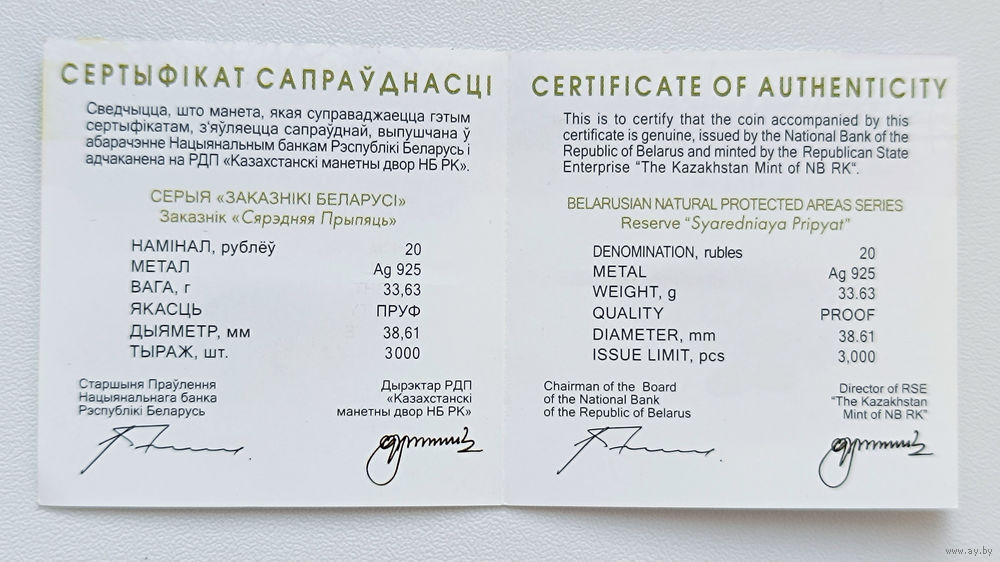 СЕРТЫФІКАТ САПРАЎДНАСЦІ
Сведчыцца, што манета, якая суправаджаецца гэтым
сертыфікатам, з'яўляецца сапраўднай, выпушчана ў
абарачэнне Нацыянальным банкам Рэспублікі Беларусь і
адчаканена на РДП «Казахстанскі манетны двор НБ РК».
СЕРЫЯ «ЗАКАЗНІКІ БЕЛАРУСІ»
Заказнік «Сярэдняя Прыпяць»
НАМІНАЛ, рублёў 20
МЕТАЛ Ag 925
ВАГА, г 33,63
ЯКАСЦЬ ПРУФ
ДЫЯМЕТР, мм 38,61
ТЫРАЖ, шт. 3000
Старшыня Праўлення
Нацыянальнага банка
Рэспублікі Беларусь
Дырэктар РДП
«Казахстанскі
манетны двор НБ РК»
CERTIFICATE OF AUTHENTICITY
This is to certify that the coin accompanied by this
certificate is genuine, issued by the National Bank of the
Republic of Belarus and minted by the Republican State
Enterprise "The Kazakhstan Mint of NB RK".
BELARUSIAN NATURAL PROTECTED AREAS SERIES
Reserve "Syaredniaya Pripyat"
DENOMINATION, rubles 20
METAL Ag 925
WEIGHT, g 33.63
QUALITY PROOF
DIAMETER, mm 38.61
ISSUE LIMIT, pcs 3,000
Chairman of the Board
of the National Bank
of the Republic of Belarus
Director of RSE
"The Kazakhstan
Mint of NB RK"
www.ay.by